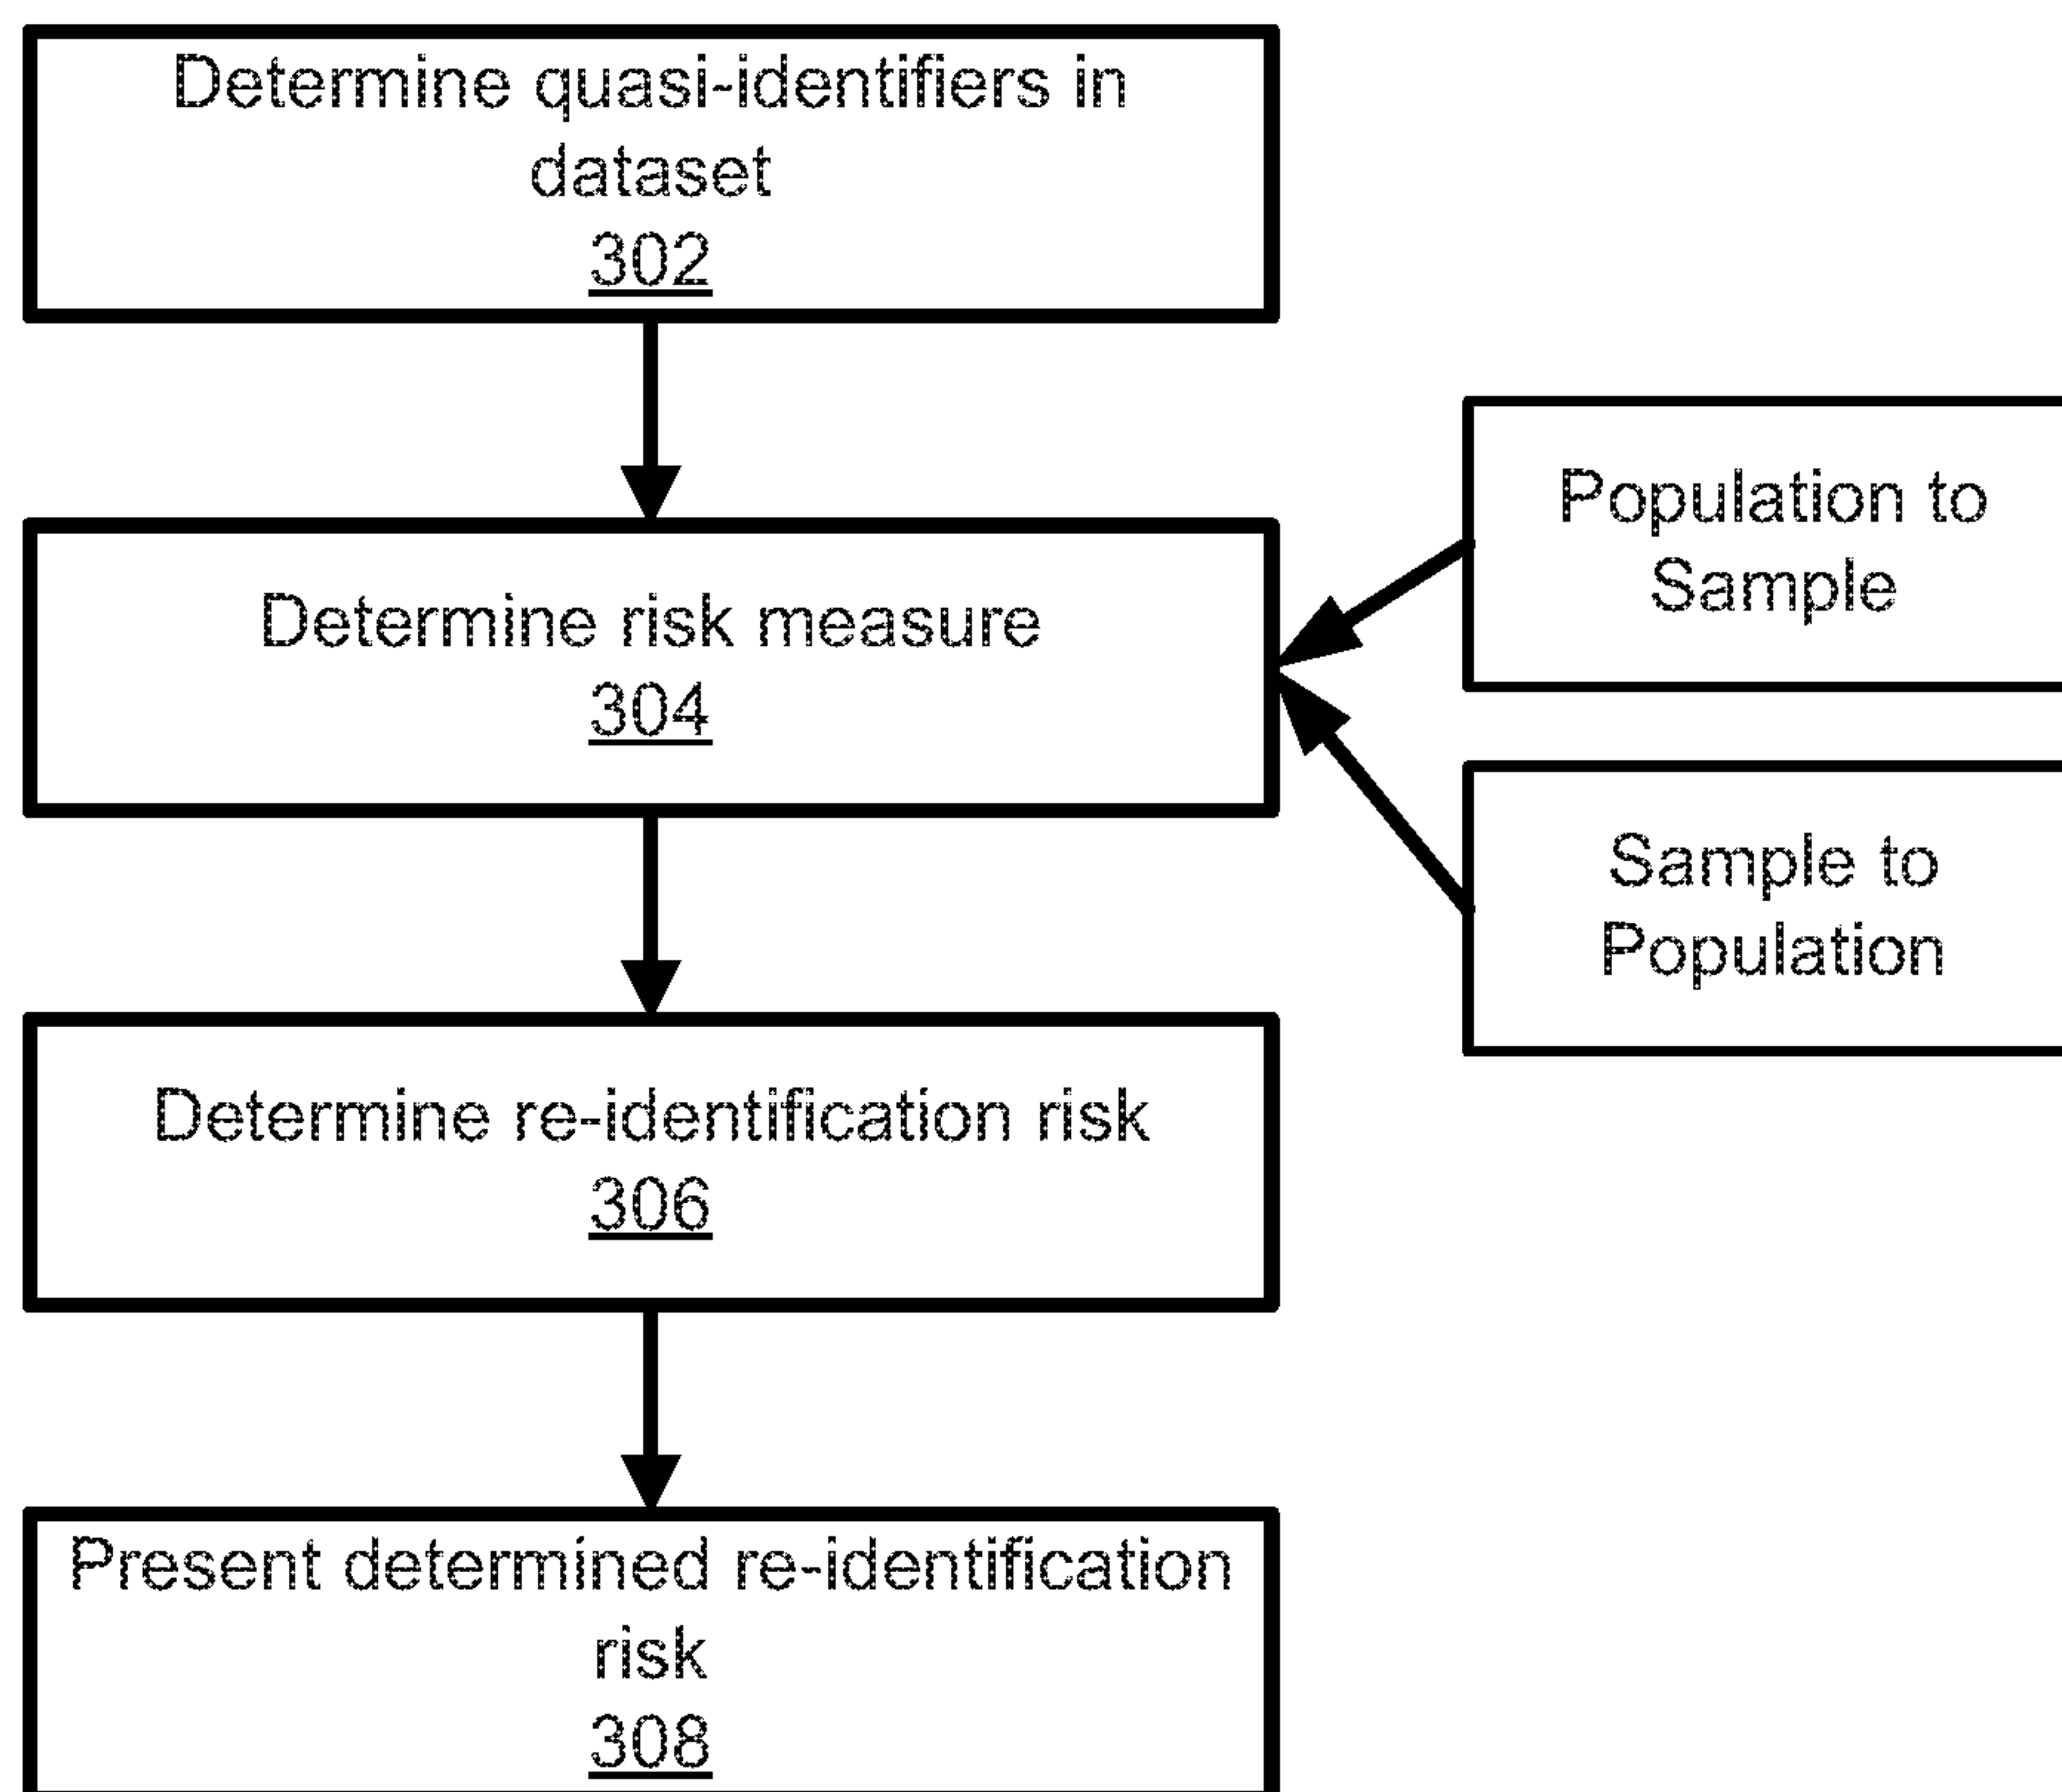 Determine quasi-identifiers in
dataset
302
Population to
Sample
Determine risk measure
304
Sample to
Population
Determine re-identification risk
306
Present determined re-identification
risk
308